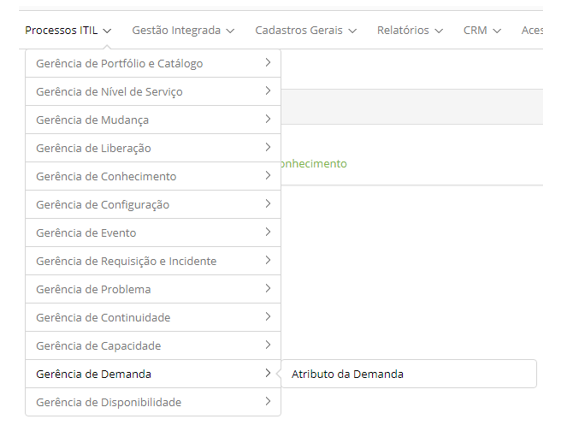 Processos ITIL Gestão Integrada Cadastros Gerais Relatórios CRM
Gerência de Portfólio e Catálogo
Gerência de Nível de Serviço
Gerência de Mudança
Gerência de Liberação
onhecimento
Gerência de Conhecimento
Gerência de Configuração
Gerência de Evento
Gerência de Requisição e Incidente
Gerência de Problema
Gerência de Continuidade
Gerência de Capacidade
Gerência de Demanda Atributo da Demanda
Gerência de Disponibilidade